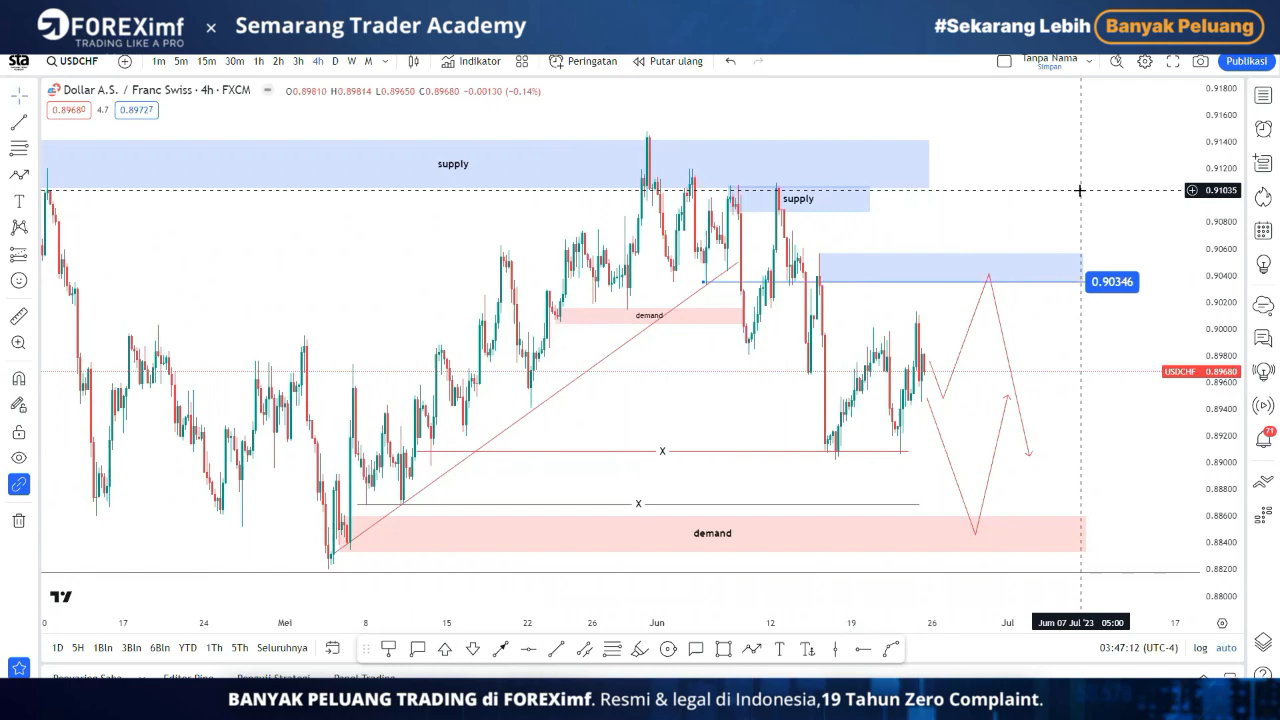 FOREXimf
TRADING LIKE A PRO
×
Semarang Trader Academy
#Sekarang Lebih
Banyak Peluang
sta
USDCHF
1m 5m 15m 30m 1h 2h 3h 4h D W M
Indikator
Peringatan
Putar ulang
Tanpa Nama
Simpan
Publikasi
Dollar A.S. / Franc Swiss · 4h · FXCM
O0.89810 H0.89814 L0.89650 C0.89680 −0.00130 (−0.14%)
0.89680
4.7
0.89727
0.91800
0.91600
0.91400
0.91200
0.91035
0.90800
0.90600
0.90400
0.90200
0.90000
0.89800
USDCHF 0.89680
0.89600
0.89400
0.89200
0.89000
0.88800
0.88600
0.88400
0.88200
0.88000
supply
supply
0.90346
demand
X
X
demand
71
0 17 24 Mei 8 15 22 26 Jun 12 19 26 Jul
Jum 07 Jul '23 05:00
17
1D 5H 1Bln 3Bln 6Bln YTD 1Th 5Th Seluruhnya
03:47:12 (UTC-4)
log
auto
BANYAK PELUANG TRADING di FOREXimf. Resmi & legal di Indonesia,19 Tahun Zero Complaint.